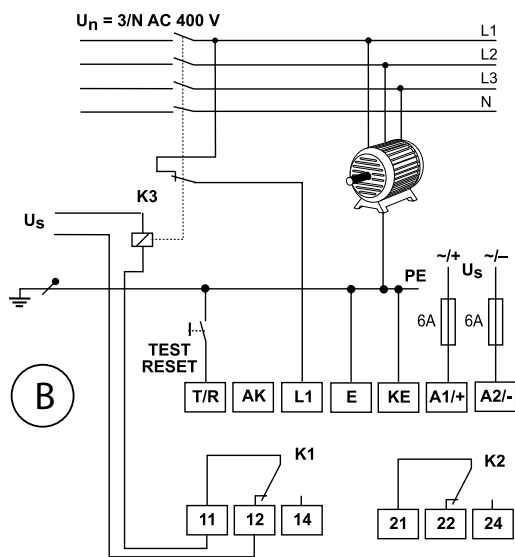 Un = 3/N AC 400 V
L1
L2
L3
N
K3
Us
PE
~/+
Us
~/–
6A
6A
TEST
RESET
B
T/R
AK
L1
E
KE
A1/+
A2/-
K1
K2
11
12
14
21
22
24